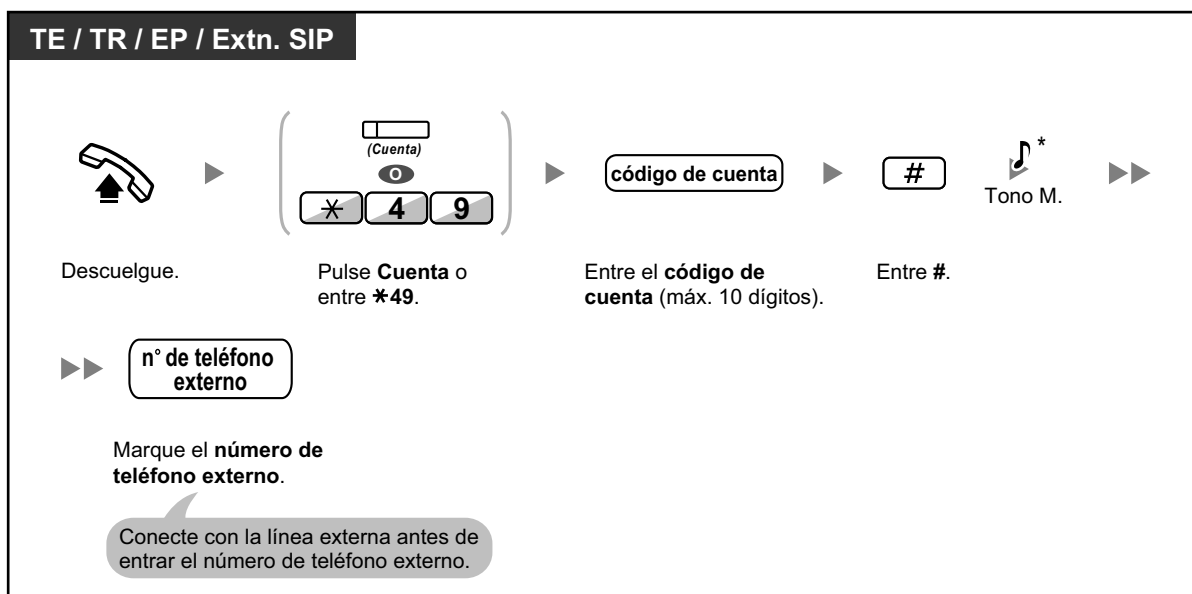 TE / TR / EP / Extn. SIP
(Cuenta)
O
* 4 9
código de cuenta
#
*
Tono M.
Descuelgue.
Pulse Cuenta o
entre *49.
Entre el código de
cuenta (máx. 10 dígitos).
Entre #.
n° de teléfono
externo
Marque el número de
teléfono externo.
Conecte con la línea externa antes de
entrar el número de teléfono externo.